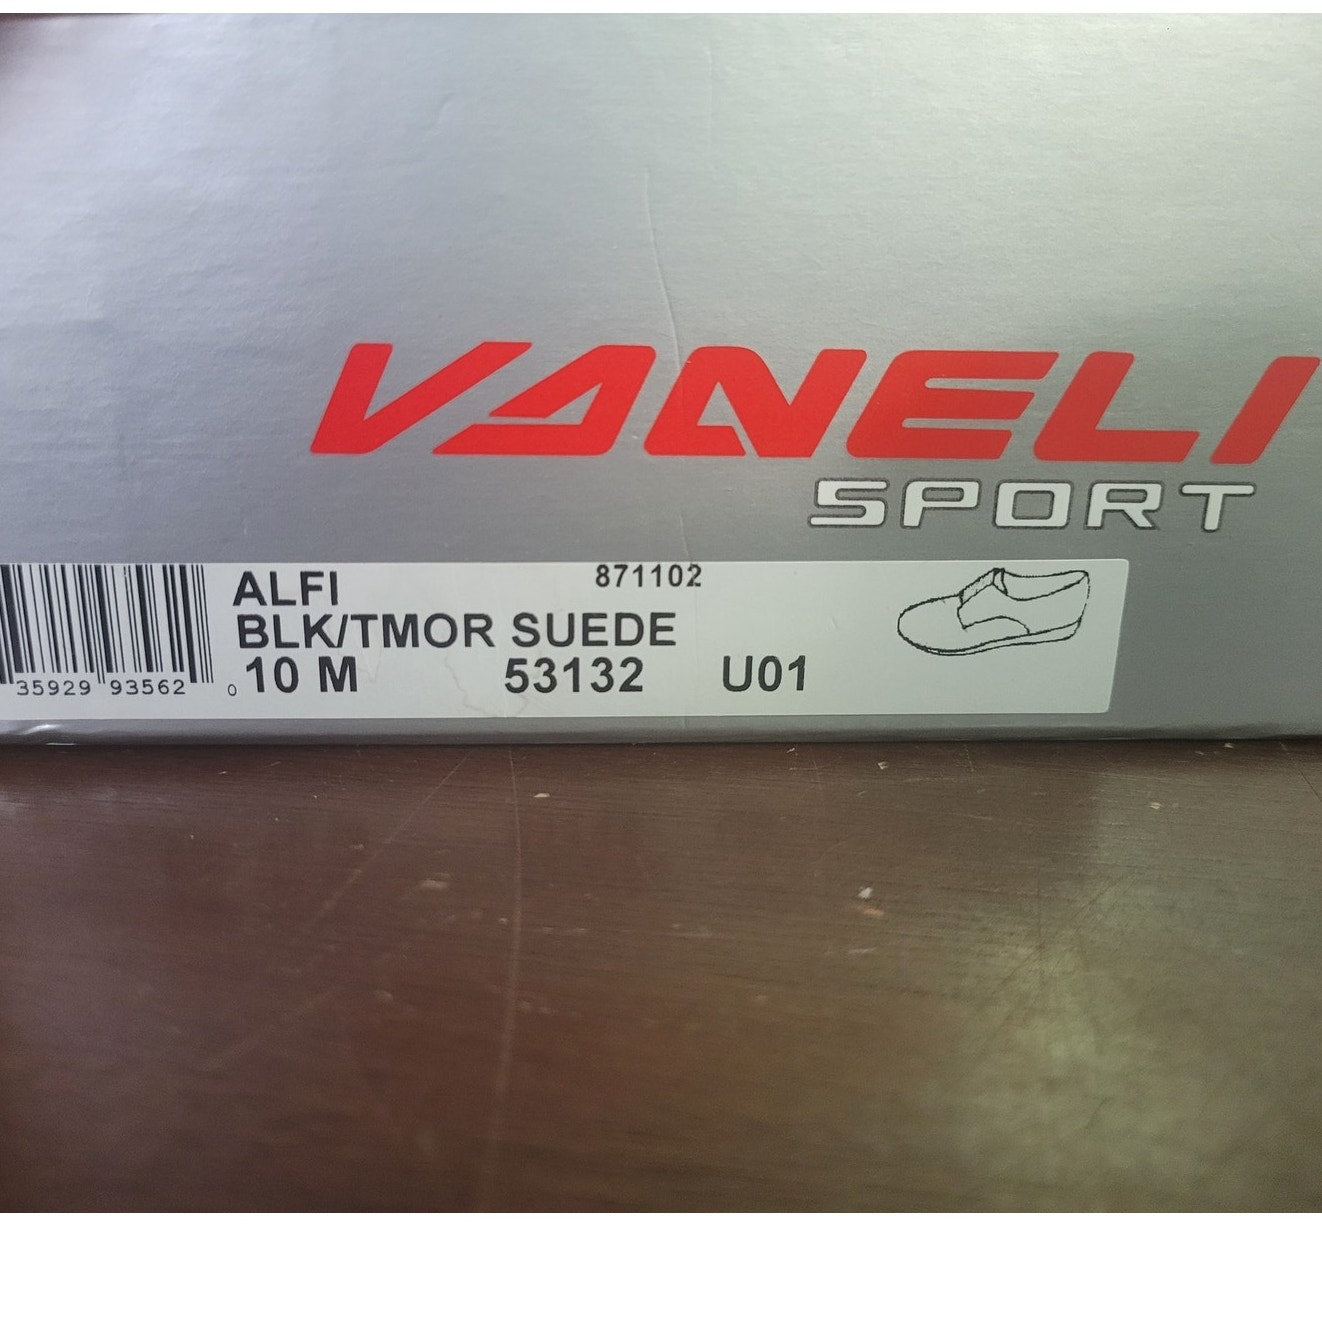 VANELI
SPORT
ALFI 871102
BLK/TMOR SUEDE
10 M 53132 U01
35929 93562 0